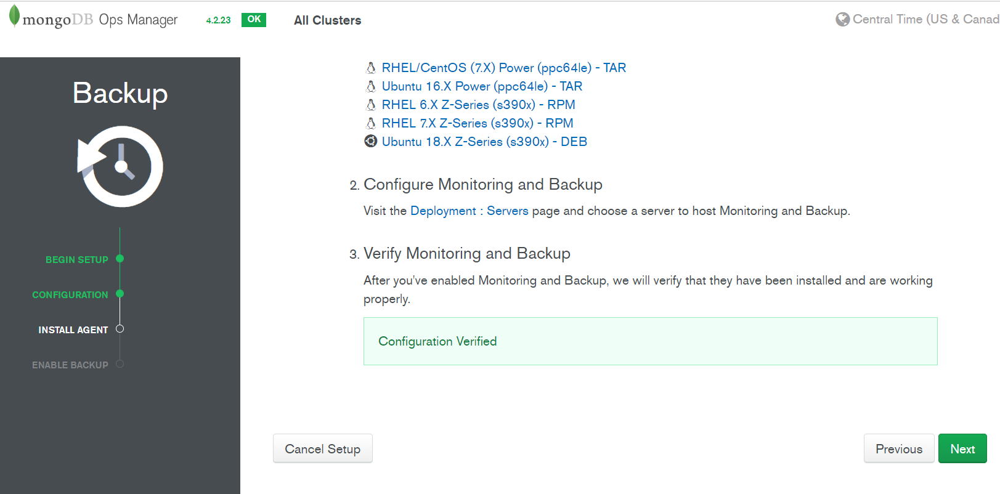 mongoDB Ops Manager 4.2.23 OK All Clusters Central Time (US & Canad
Backup
BEGIN SETUP
CONFIGURATION
INSTALL AGENT
ENABLE BACKUP
RHEL/CentOS (7.X) Power (ppc64le) - TAR
Ubuntu 16.X Power (ppc64le) - TAR
RHEL 6.X Z-Series (s390x) - RPM
RHEL 7.X Z-Series (s390x) - RPM
Ubuntu 18.X Z-Series (s390x) - DEB
2. Configure Monitoring and Backup
Visit the Deployment : Servers page and choose a server to host Monitoring and Backup.
3. Verify Monitoring and Backup
After you've enabled Monitoring and Backup, we will verify that they have been installed and are working
properly.
Configuration Verified
Cancel Setup Previous Next